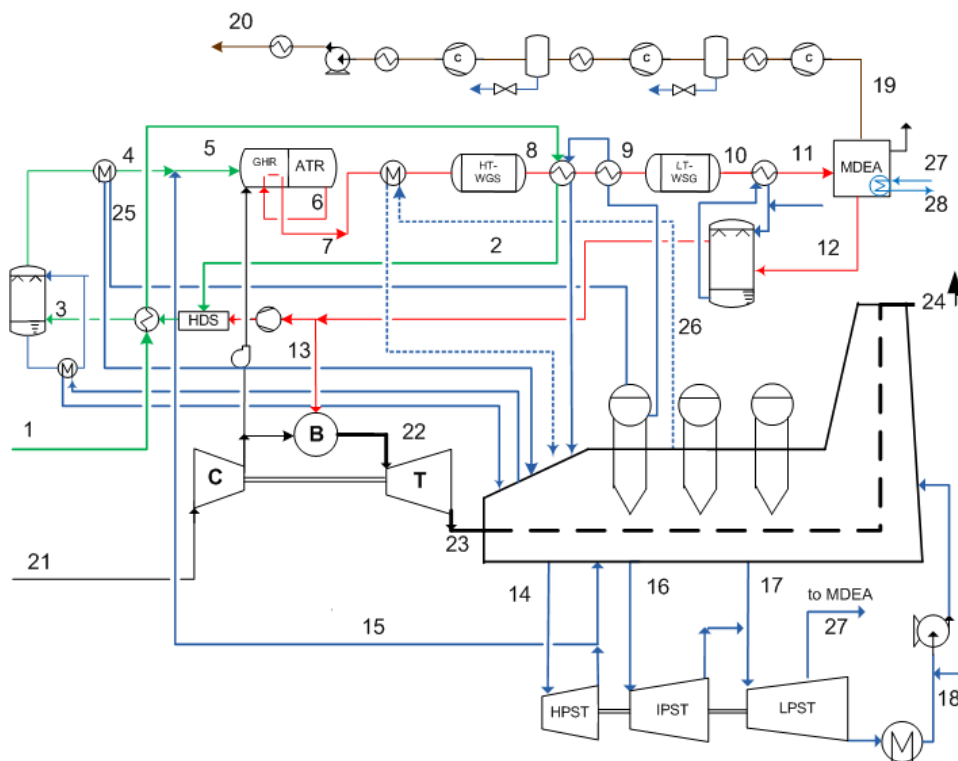 20
C
C
C
19
4
5
GHR
ATR
6
7
M
M
HT-
WGS
8
9
LT-
WSG
10
11
MDEA
27
28
25
2
12
3
HDS
26
24
M
13
1
B
22
C
T
23
21
14
16
17
to MDEA
27
15
18
HPST
IPST
LPST
M